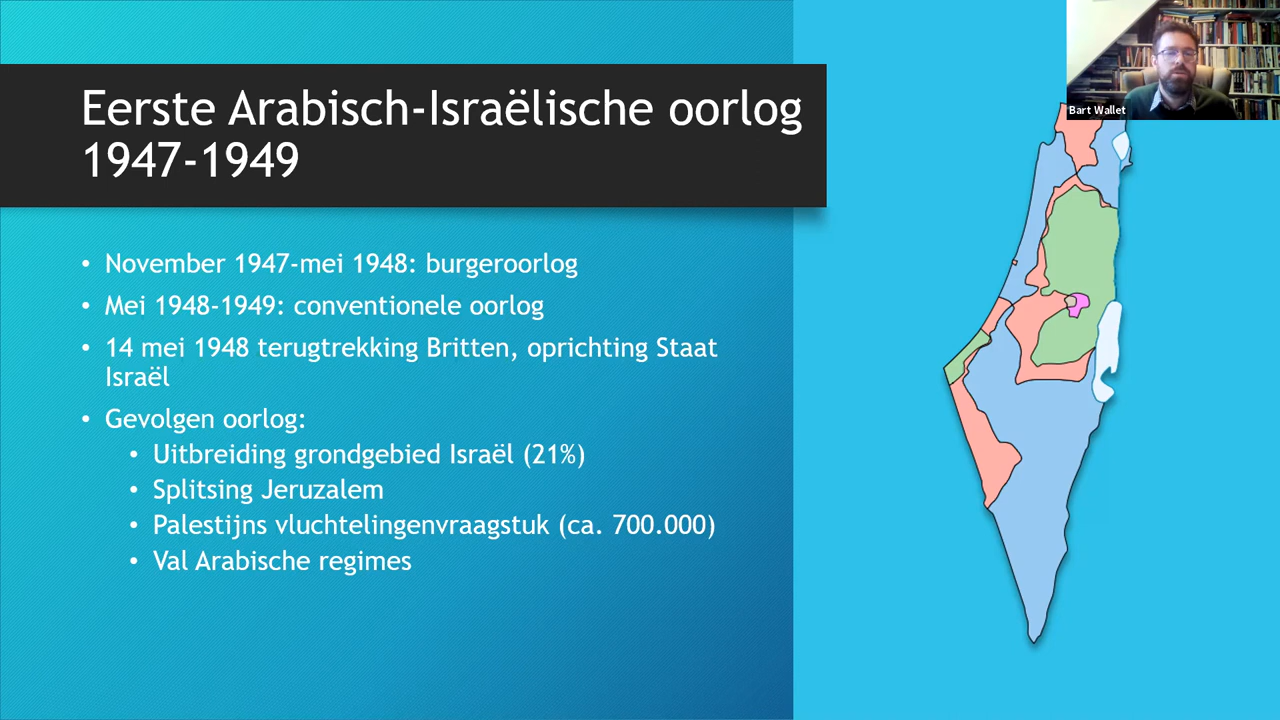 Eerste Arabisch-Israëlische oorlog
1947-1949
Bart Wallet
• November 1947-mei 1948: burgeroorlog
• Mei 1948-1949: conventionele oorlog
• 14 mei 1948 terugtrekking Britten, oprichting Staat
Israël
• Gevolgen oorlog:
• Uitbreiding grondgebied Israël (21%)
• Splitsing Jeruzalem
• Palestijns vluchtelingenvraagstuk (ca. 700.000)
• Val Arabische regimes